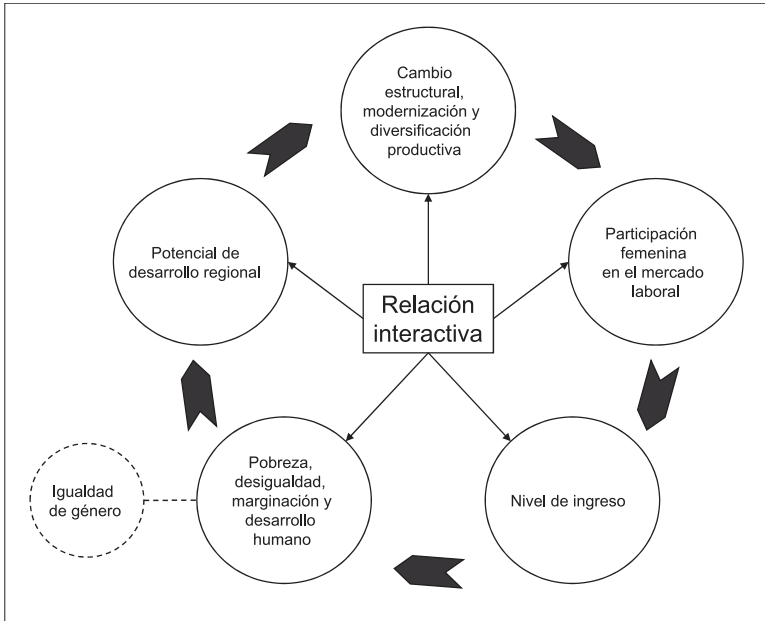 Cambio
estructural,
modernización y
diversificación
productiva
Potencial de
desarrollo regional
Participación
femenina
en el mercado
laboral
Relación
interactiva
Igualdad
de género
Pobreza,
desigualdad,
marginación y
desarrollo
humano
Nivel de ingreso